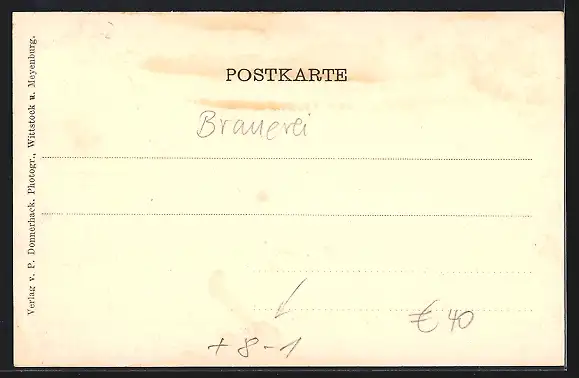 POSTKARTE
Brauerei
€ 40
+ 8-1
Verlag v. P. Donnerhack, Photogr., Wittstock u. Meyenburg.